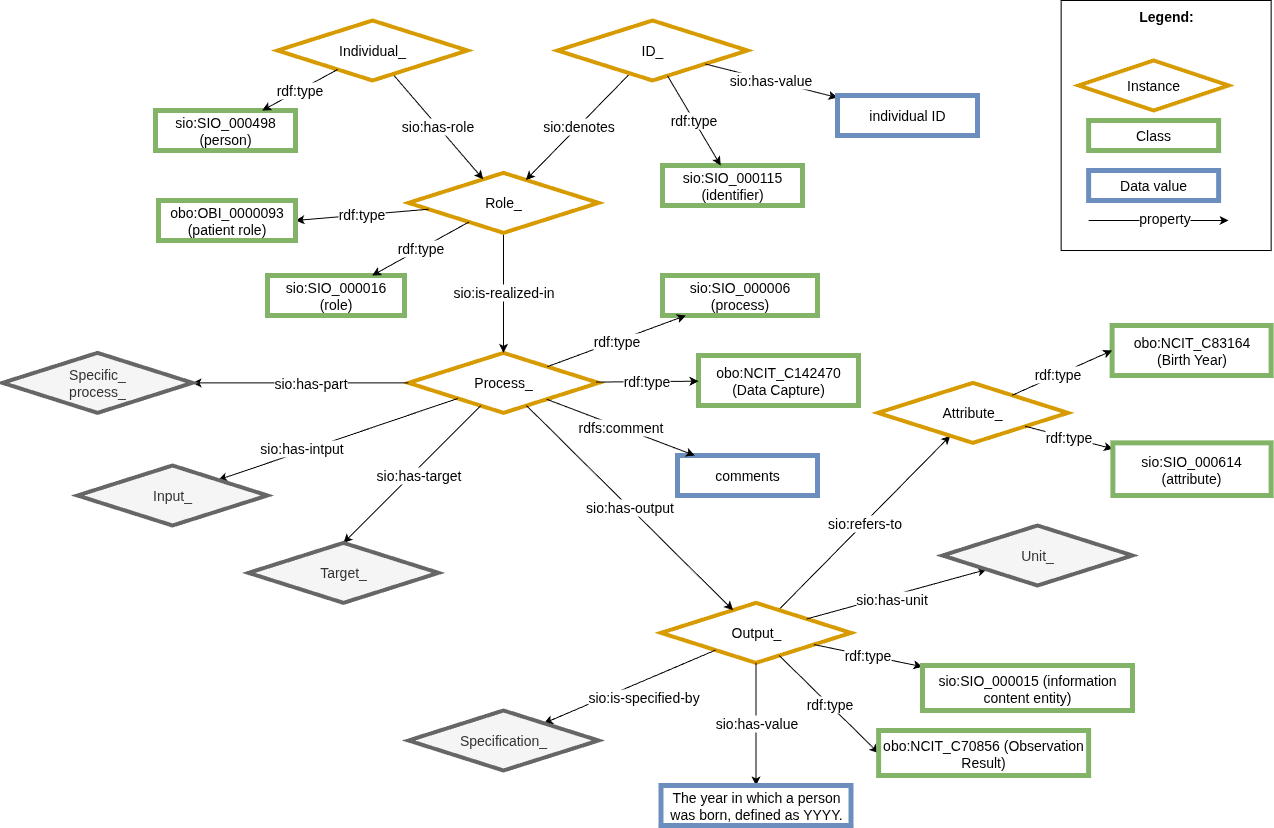 Legend:
Individual_
ID_
Instance
rdf:type
sio:has-value
sio:SIO_000498
(person)
sio:has-role
sio:denotes
rdf:type
individual ID
Class
sio:SIO_000115
(identifier)
Data value
Role_
obo:OBI_0000093
(patient role)
rdf:type
property
rdf:type
sio:SIO_000016
(role)
sio:is-realized-in
sio:SIO_000006
(process)
rdf:type
obo:NCIT_C83164
(Birth Year)
Specific_
process_
sio:has-part
Process_
rdf:type
obo:NCIT_C142470
(Data Capture)
rdf:type
Attribute_
rdfs:comment
rdf:type
sio:has-intput
sio:SIO_000614
(attribute)
sio:has-target
comments
Input_
sio:has-output
sio:refers-to
Target_
Unit_
sio:has-unit
Output_
rdf:type
sio:SIO_000015 (information
content entity)
sio:is-specified-by
rdf:type
sio:has-value
Specification_
obo:NCIT_C70856 (Observation
Result)
The year in which a person
was born, defined as YYYY.